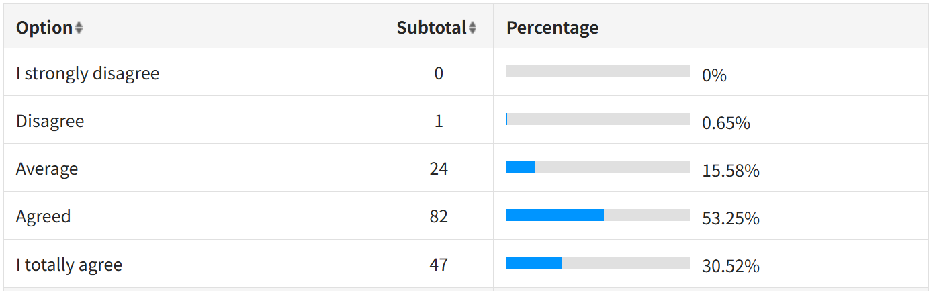 Option Subtotal Percentage
I strongly disagree 0 0%
Disagree 1 0.65%
Average 24 15.58%
Agreed 82 53.25%
I totally agree 47 30.52%